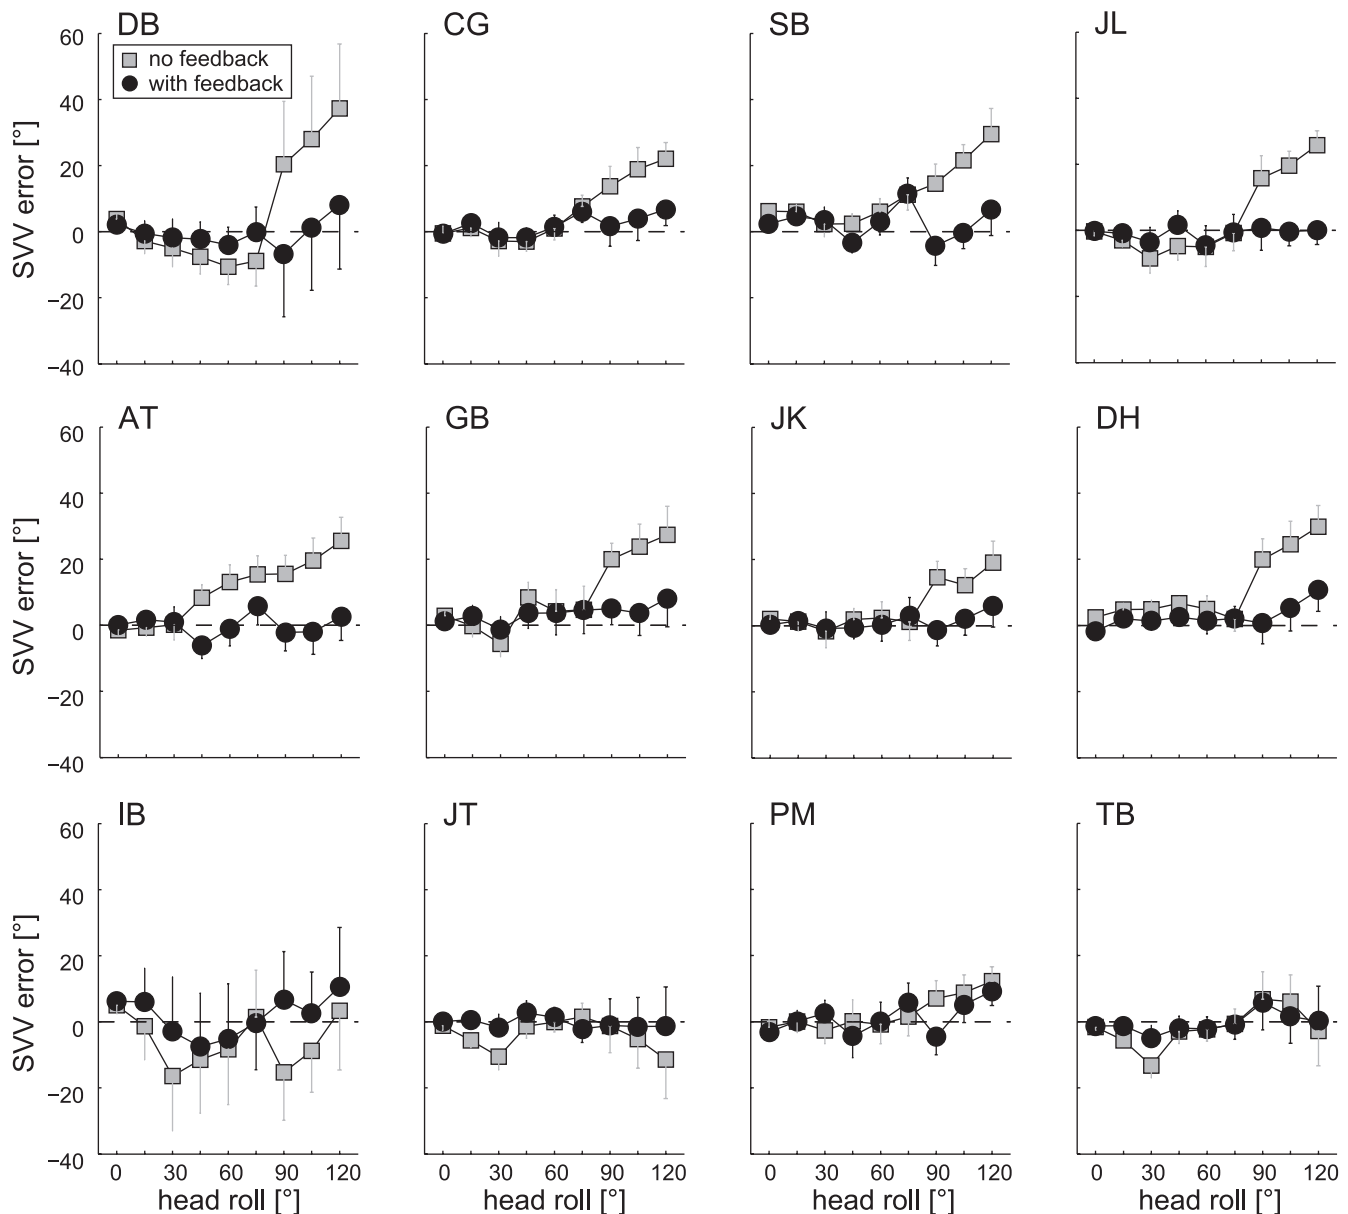 DB CG SB JL
no feedback
with feedback
SVV error [°]
60
40
20
0
−20
−40
AT GB JK DH
SVV error [°]
60
40
20
0
−20
−40
IB JT PM TB
SVV error [°]
60
40
20
0
−20
−40
0 30 60 90 120 0 30 60 90 120 0 30 60 90 120 0 30 60 90 120
head roll [°] head roll [°] head roll [°] head roll [°]